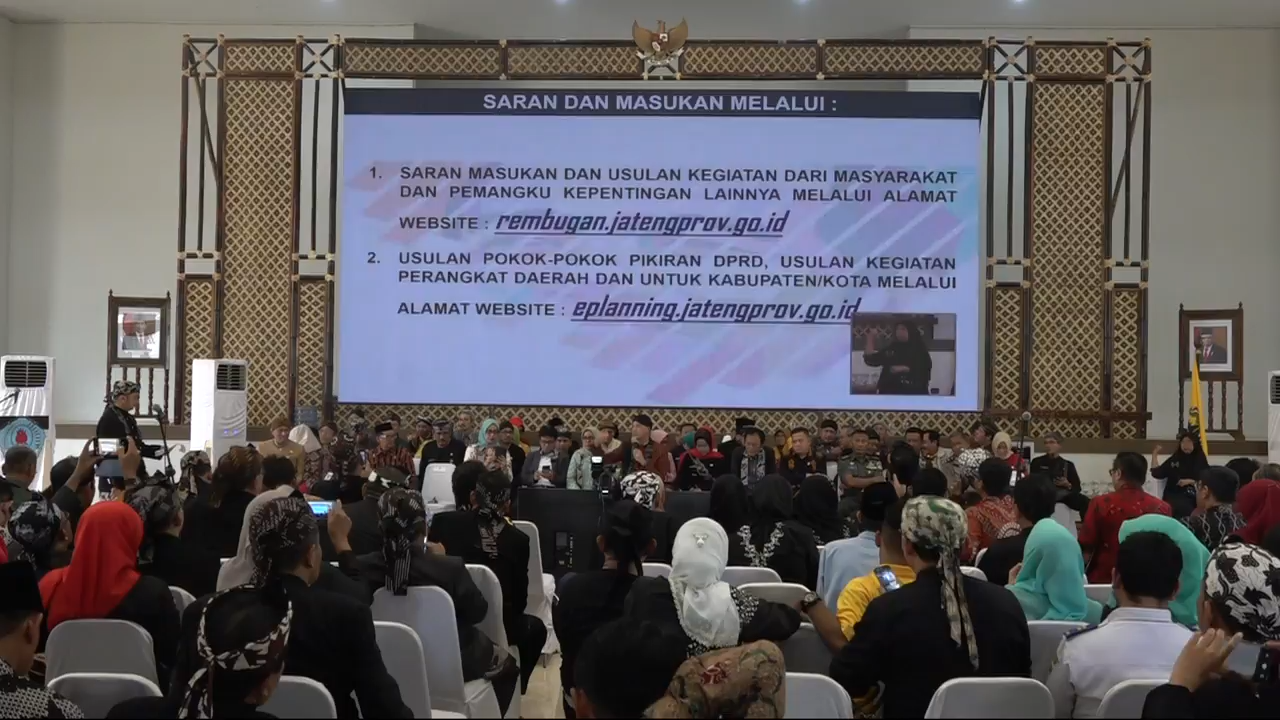 SARAN DAN MASUKAN MELALUI :
1. SARAN MASUKAN DAN USULAN KEGIATAN DARI MASYARAKAT
DAN PEMANGKU KEPENTINGAN LAINNYA MELALUI ALAMAT
WEBSITE : rembugan.jatengprov.go.id
2. USULAN POKOK-POKOK PIKIRAN DPRD, USULAN KEGIATAN
PERANGKAT DAERAH DAN UNTUK KABUPATEN/KOTA MELALUI
ALAMAT WEBSITE : eplanning.jatengprov.go.id